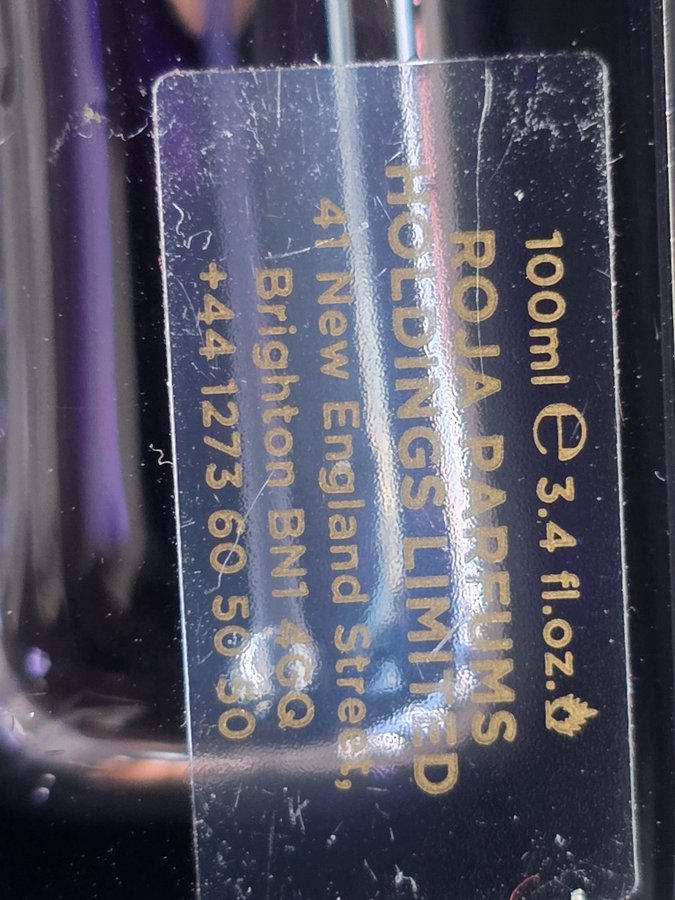 100ml ℮ 3.4 fl.oz.
ROJA PARFUMS
HOLDINGS LIMITED
41 New England Street,
Brighton BN1 4GQ
+44 1273 60 50 50